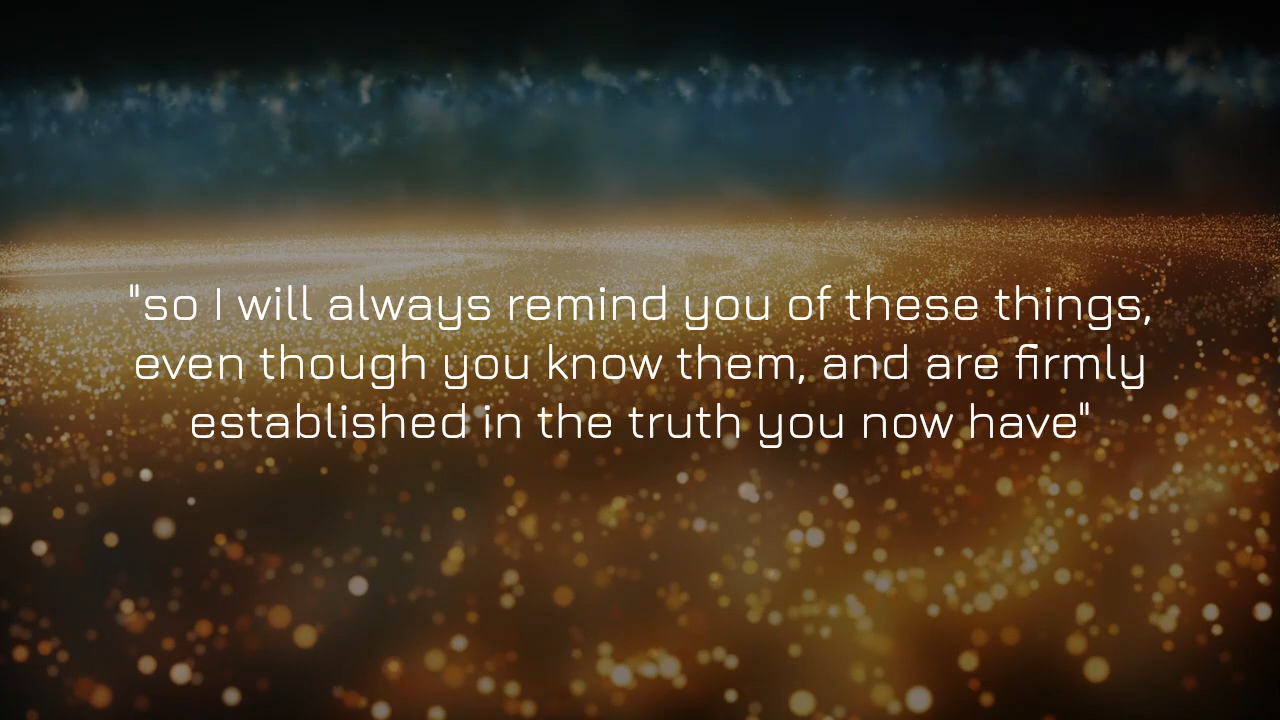 "so I will always remind you of these things,
even though you know them, and are firmly
established in the truth you now have"